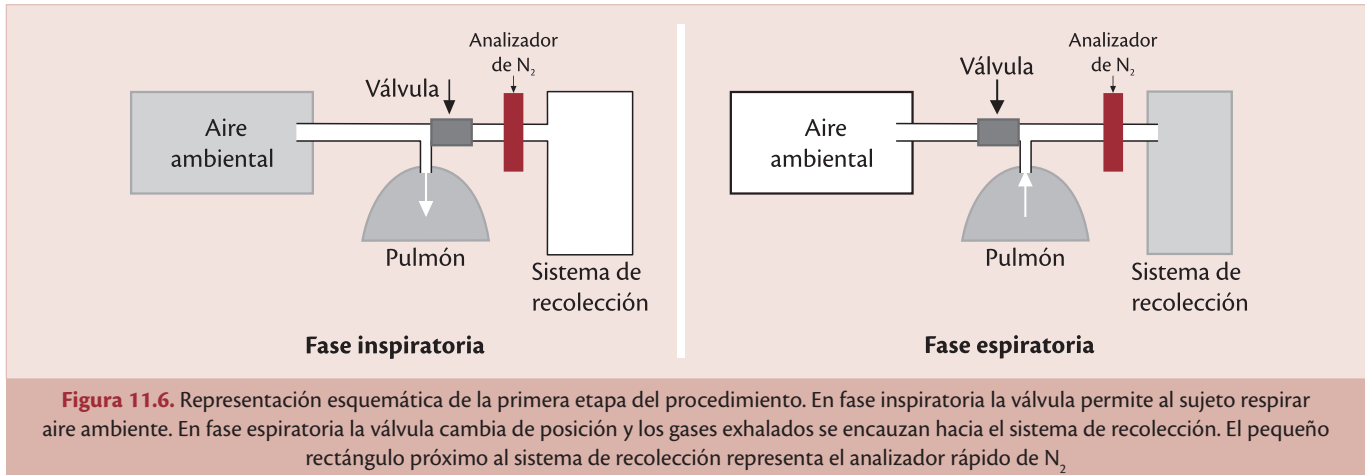 Analizador
de N₂
Válvula
Aire
ambiental
Pulmón
Sistema de
recolección
Fase inspiratoria
Analizador
de N₂
Válvula
Aire
ambiental
Pulmón
Sistema de
recolección
Fase espiratoria
Figura 11.6. Representación esquemática de la primera etapa del procedimiento. En fase inspiratoria la válvula permite al sujeto respirar
aire ambiente. En fase espiratoria la válvula cambia de posición y los gases exhalados se encauzan hacia el sistema de recolección. El pequeño
rectángulo próximo al sistema de recolección representa el analizador rápido de N₂